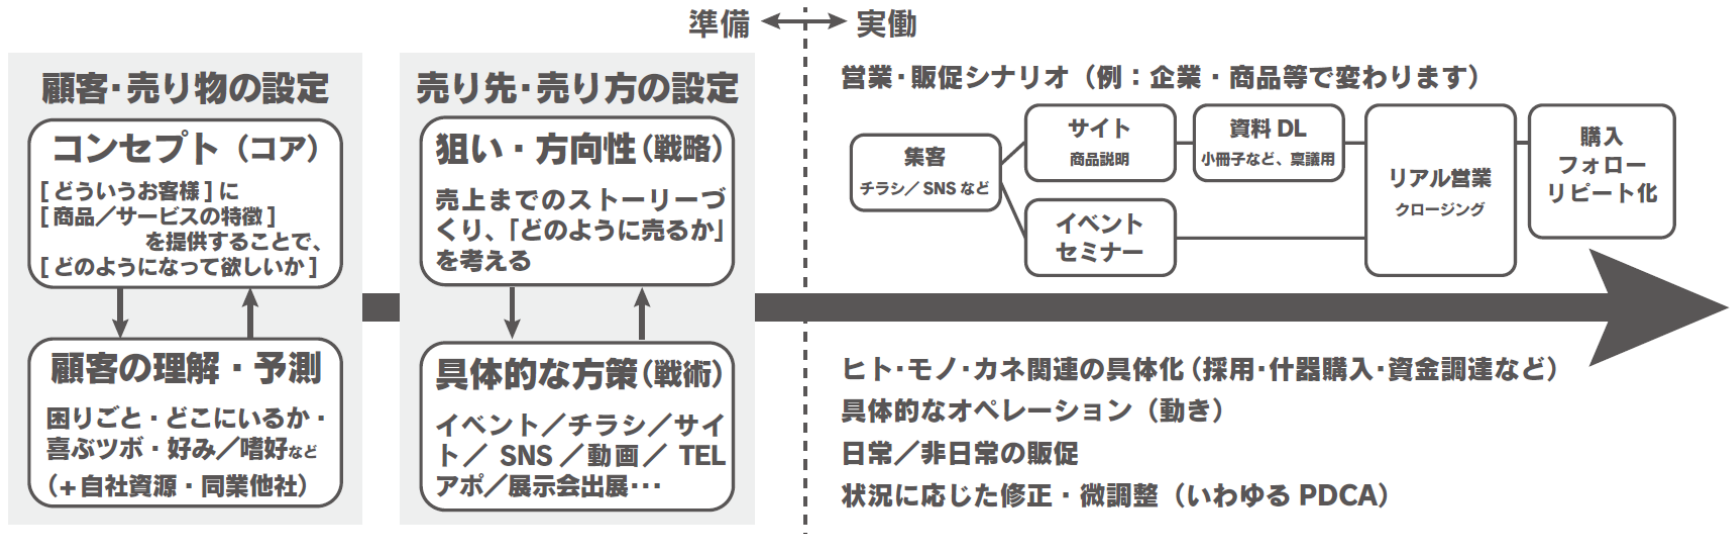 準備 実働
顧客・売り物の設定
コンセプト（コア）
[ どういうお客様 ] に
[ 商品／サービスの特徴 ]
を提供することで、
[ どのようになって欲しいか ]
顧客の理解・予測
困りごと・どこにいるか・
喜ぶツボ・好み／嗜好など
（+自社資源・同業他社）
売り先・売り方の設定
狙い・方向性（戦略）
売上までのストーリーづ
くり、「どのように売るか」
を考える
具体的な方策（戦術）
イベント／チラシ／サイ
ト／ SNS ／動画／ TEL
アポ／展示会出展･･･
営業・販促シナリオ（例：企業・商品等で変わります）
集客
チラシ／ SNS など
サイト
商品説明
資料 DL
小冊子など、稟議用
イベント
セミナー
リアル営業
クロージング
購入
フォロー
リピート化
ヒト・モノ・カネ関連の具体化（採用・什器購入・資金調達など）
具体的なオペレーション（動き）
日常／非日常の販促
状況に応じた修正・微調整（いわゆる PDCA）